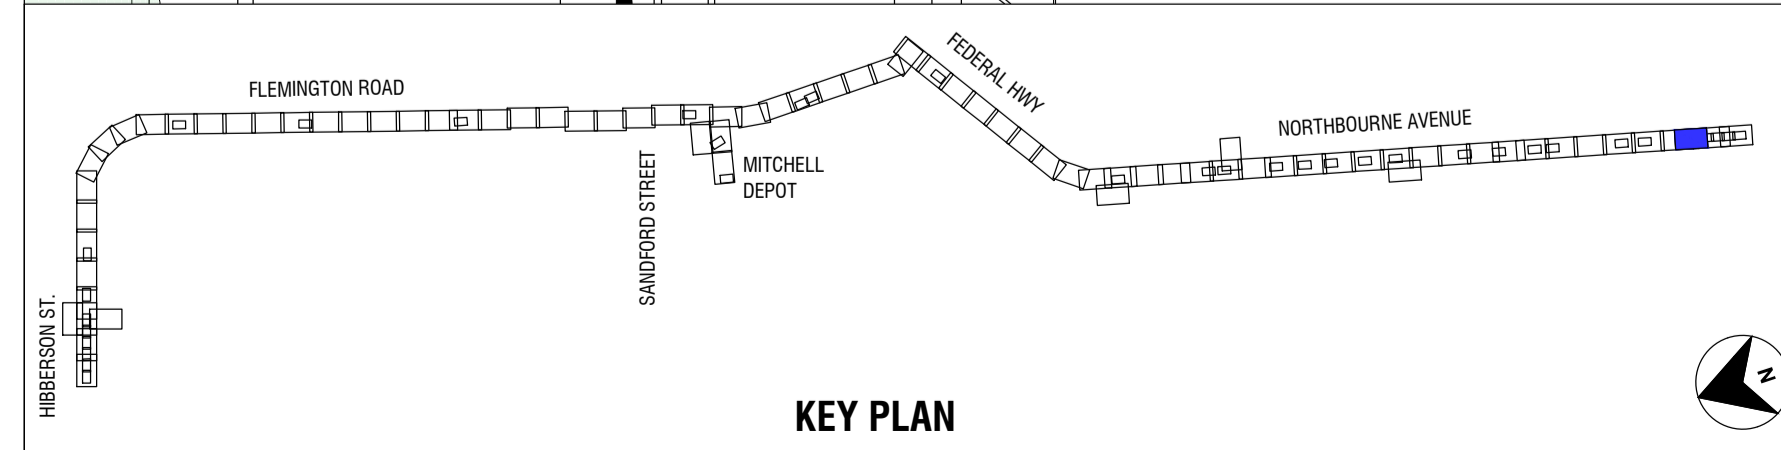 FLEMINGTON ROAD
FEDERAL HWY
NORTHBOURNE AVENUE
SANDFORD STREET
MITCHELL
DEPOT
HIBBERSON ST.
KEY PLAN
N